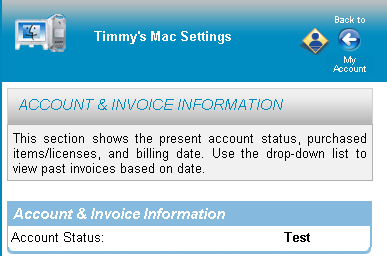 Timmy's Mac Settings
Back to
My
Account
ACCOUNT & INVOICE INFORMATION
This section shows the present account status, purchased
items/licenses, and billing date. Use the drop-down list to
view past invoices based on date.
Account & Invoice Information
Account Status: Test